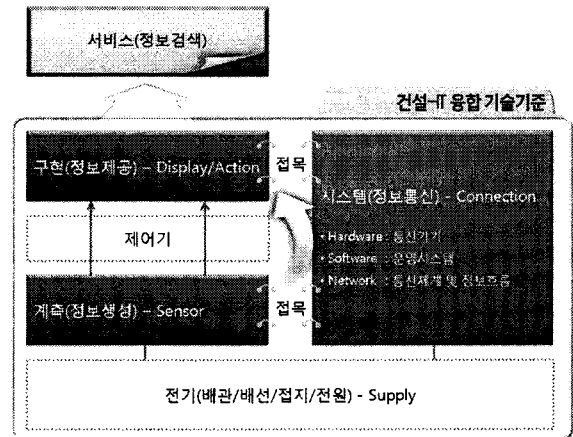 서비스(정보검색)
건설-IT 융합 기술기준
구현(정보제공) – Display/Action
접목
시스템(정보통신) - Connection
제어기
• Hardware : 통신기기
• Software : 운영시스템
• Network : 통신체계 및 정보흐름
계측(정보생성) – Sensor
접목
전기(배관/배선/접지/전원) - Supply